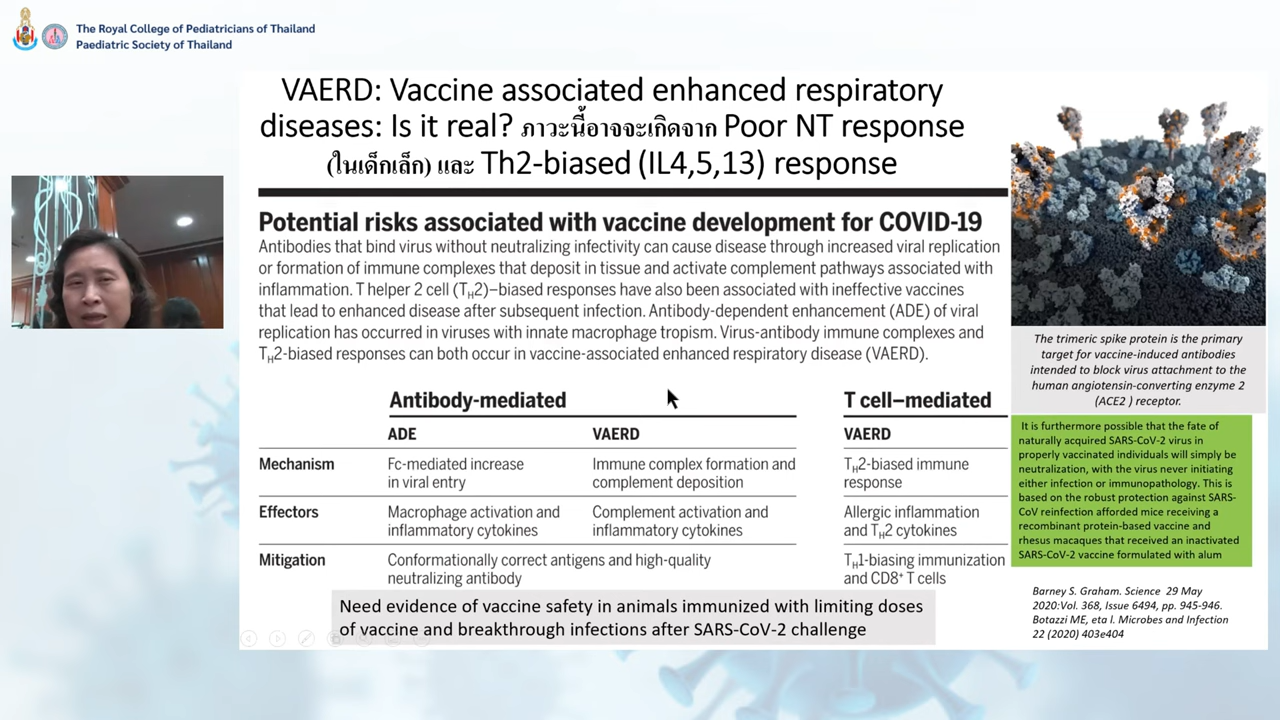 The Royal College of Pediatricians of Thailand
Paediatric Society of Thailand
VAERD: Vaccine associated enhanced respiratory
diseases: Is it real? ภาวะนี้อาจจะเกิดจาก Poor NT response
(ในเด็กเล็ก) และ Th2-biased (IL4,5,13) response
Potential risks associated with vaccine development for COVID-19
Antibodies that bind virus without neutralizing infectivity can cause disease through increased viral replication
or formation of immune complexes that deposit in tissue and activate complement pathways associated with
inflammation. T helper 2 cell (TH2)–biased responses have also been associated with ineffective vaccines
that lead to enhanced disease after subsequent infection. Antibody-dependent enhancement (ADE) of viral
replication has occurred in viruses with innate macrophage tropism. Virus-antibody immune complexes and
TH2-biased responses can both occur in vaccine-associated enhanced respiratory disease (VAERD).
Antibody-mediated
T cell–mediated
ADE
VAERD
VAERD
Mechanism
Fc-mediated increase
in viral entry
Immune complex formation and
complement deposition
TH2-biased immune
response
Effectors
Macrophage activation and
inflammatory cytokines
Complement activation and
inflammatory cytokines
Allergic inflammation
and TH2 cytokines
Mitigation
Conformationally correct antigens and high-quality
neutralizing antibody
TH1-biasing immunization
and CD8+ T cells
Need evidence of vaccine safety in animals immunized with limiting doses
of vaccine and breakthrough infections after SARS-CoV-2 challenge
The trimeric spike protein is the primary
target for vaccine-induced antibodies
intended to block virus attachment to the
human angiotensin-converting enzyme 2
(ACE2 ) receptor.
It is furthermore possible that the fate of
naturally acquired SARS-CoV-2 virus in
properly vaccinated individuals will simply be
neutralization, with the virus never initiating
either infection or immunopathology. This is
based on the robust protection against SARS-
CoV reinfection afforded mice receiving a
recombinant protein-based vaccine and
rhesus macaques that received an inactivated
SARS-CoV-2 vaccine formulated with alum
Barney S. Graham. Science 29 May
2020:Vol. 368, Issue 6494, pp. 945-946.
Botazzi ME, eta l. Microbes and Infection
22 (2020) 403e404